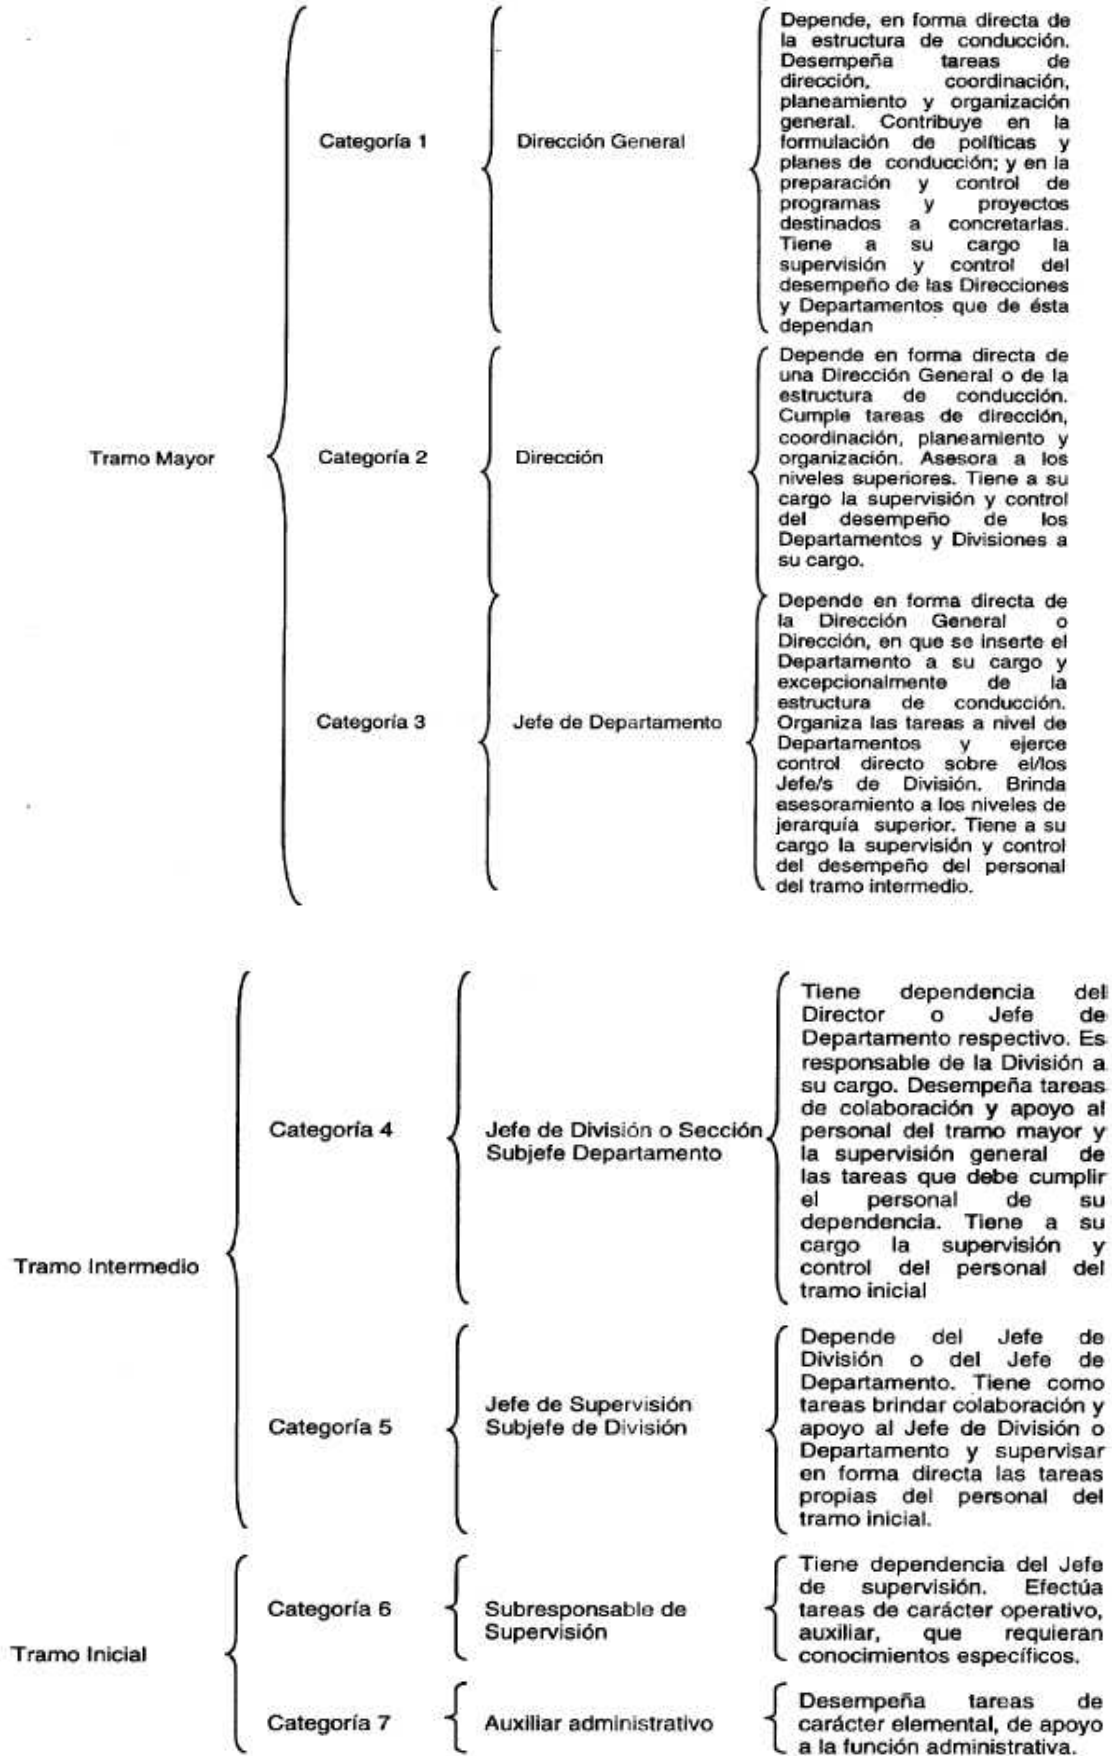 Tramo Mayor
Categoría 1
Dirección General
Depende, en forma directa de
la estructura de conducción.
Desempeña tareas de
dirección, coordinación,
planeamiento y organización
general. Contribuye en la
formulación de políticas y
planes de conducción; y en la
preparación y control de
programas y proyectos
destinados a concretarlas.
Tiene a su cargo la
supervisión y control del
desempeño de las Direcciones
y Departamentos que de ésta
dependan
Categoría 2
Dirección
Depende en forma directa de
una Dirección General o de la
estructura de conducción.
Cumple tareas de dirección,
coordinación, planeamiento y
organización. Asesora a los
niveles superiores. Tiene a su
cargo la supervisión y control
del desempeño de los
Departamentos y Divisiones a
su cargo.
Categoría 3
Jefe de Departamento
Depende en forma directa de
la Dirección General o
Dirección, en que se inserte el
Departamento a su cargo y
excepcionalmente de la
estructura de conducción.
Organiza las tareas a nivel de
Departamentos y ejerce
control directo sobre el/los
Jefe/s de División. Brinda
asesoramiento a los niveles de
jerarquía superior. Tiene a su
cargo la supervisión y control
del desempeño del personal
del tramo intermedio.
Tramo Intermedio
Categoría 4
Jefe de División o Sección
Subjefe Departamento
Tiene dependencia del
Director o Jefe de
Departamento respectivo. Es
responsable de la División a
su cargo. Desempeña tareas
de colaboración y apoyo al
personal del tramo mayor y
la supervisión general de
las tareas que debe cumplir
el personal de su
dependencia. Tiene a su
cargo la supervisión y
control del personal del
tramo inicial
Categoría 5
Jefe de Supervisión
Subjefe de División
Depende del Jefe de
División o del Jefe de
Departamento. Tiene como
tareas brindar colaboración y
apoyo al Jefe de División o
Departamento y supervisar
en forma directa las tareas
propias del personal del
tramo inicial.
Tramo Inicial
Categoría 6
Subresponsable de
Supervisión
Tiene dependencia del Jefe
de supervisión. Efectúa
tareas de carácter operativo,
auxiliar, que requieran
conocimientos específicos.
Categoría 7
Auxiliar administrativo
Desempeña tareas de
carácter elemental, de apoyo
a la función administrativa.